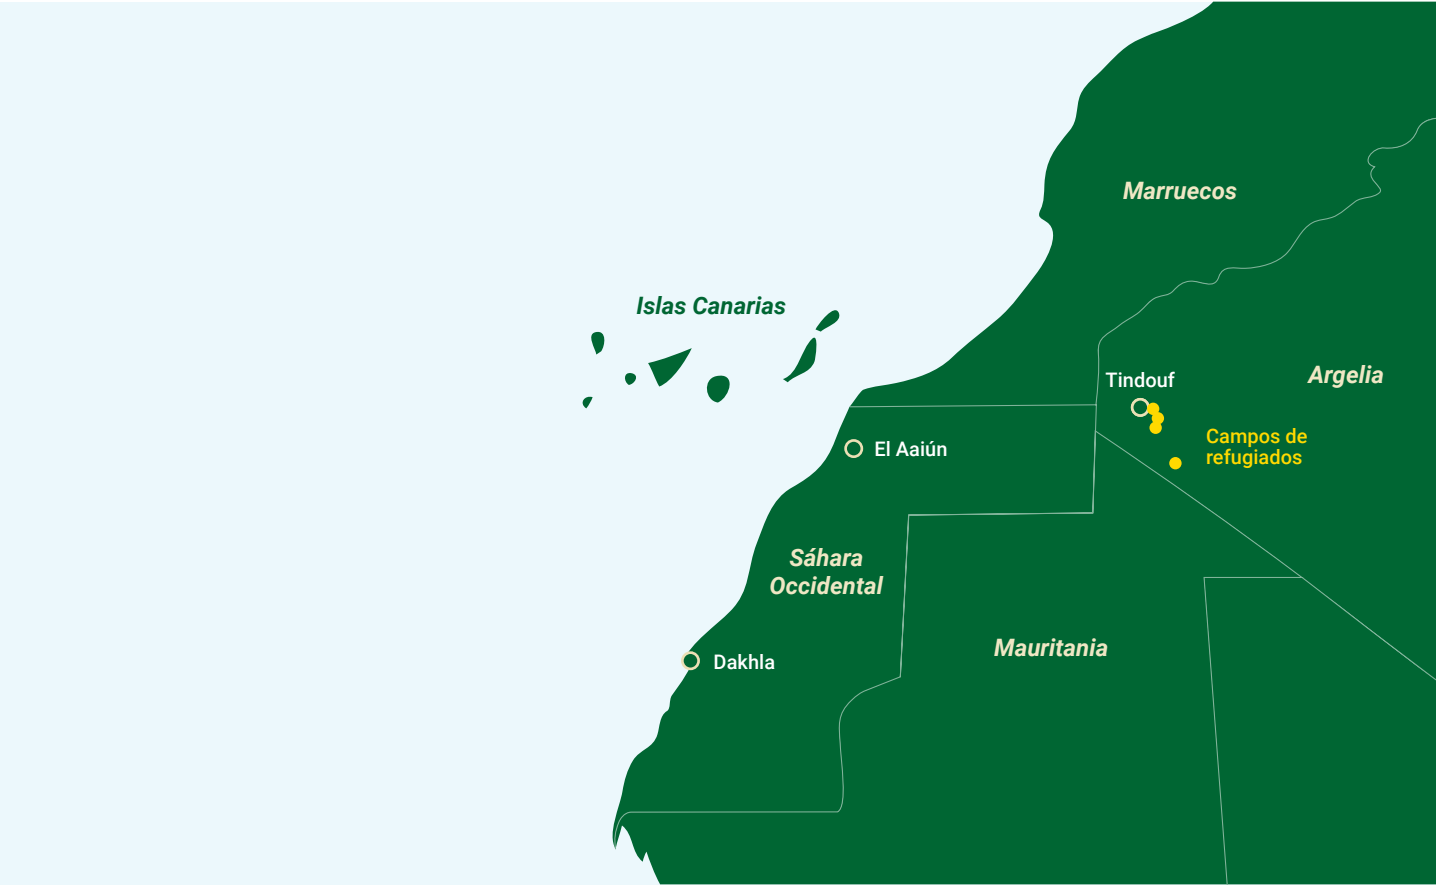 Marruecos
Islas Canarias
Tindouf
Argelia
Campos de
refugiados
El Aaiún
Sáhara
Occidental
Mauritania
Dakhla